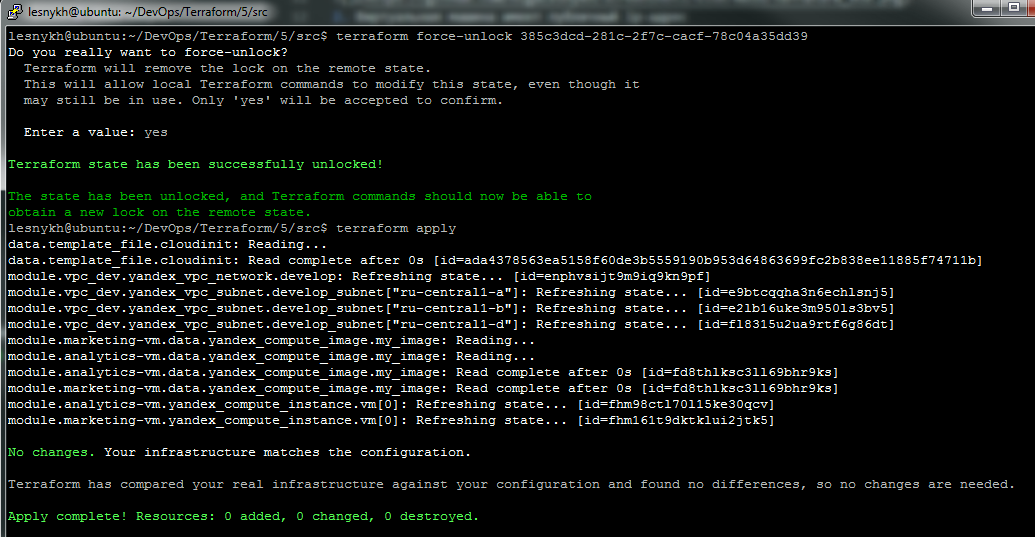 lesnykh@ubuntu: ~/DevOps/Terraform/5/src
lesnykh@ubuntu:~/DevOps/Terraform/5/src$ terraform force-unlock 385c3dcd-281c-2f7c-cacf-78c04a35dd39
Do you really want to force-unlock?
  Terraform will remove the lock on the remote state.
  This will allow local Terraform commands to modify this state, even though it
  may still be in use. Only 'yes' will be accepted to confirm.
  Enter a value: yes
Terraform state has been successfully unlocked!
The state has been unlocked, and Terraform commands should now be able to
obtain a new lock on the remote state.
lesnykh@ubuntu:~/DevOps/Terraform/5/src$ terraform apply
data.template_file.cloudinit: Reading...
data.template_file.cloudinit: Read complete after 0s [id=ada4378563ea5158f60de3b5559190b953d64863699fc2b838ee11885f74711b]
module.vpc_dev.yandex_vpc_network.develop: Refreshing state... [id=enphvsijt9m9iq9kn9pf]
module.vpc_dev.yandex_vpc_subnet.develop_subnet["ru-central1-a"]: Refreshing state... [id=e9btcqqha3n6echlsnj5]
module.vpc_dev.yandex_vpc_subnet.develop_subnet["ru-central1-b"]: Refreshing state... [id=e2lb16uke3m950ls3bv5]
module.vpc_dev.yandex_vpc_subnet.develop_subnet["ru-central1-d"]: Refreshing state... [id=fl8315u2ua9rtf6g86dt]
module.marketing-vm.data.yandex_compute_image.my_image: Reading...
module.analytics-vm.data.yandex_compute_image.my_image: Reading...
module.analytics-vm.data.yandex_compute_image.my_image: Read complete after 0s [id=fd8thlksc3ll69bhr9ks]
module.marketing-vm.data.yandex_compute_image.my_image: Read complete after 0s [id=fd8thlksc3ll69bhr9ks]
module.analytics-vm.yandex_compute_instance.vm[0]: Refreshing state... [id=fhm98ctl70l15ke30qcv]
module.marketing-vm.yandex_compute_instance.vm[0]: Refreshing state... [id=fhm161t9dktklui2jtk5]
No changes. Your infrastructure matches the configuration.
Terraform has compared your real infrastructure against your configuration and found no differences, so no changes are needed.
Apply complete! Resources: 0 added, 0 changed, 0 destroyed.